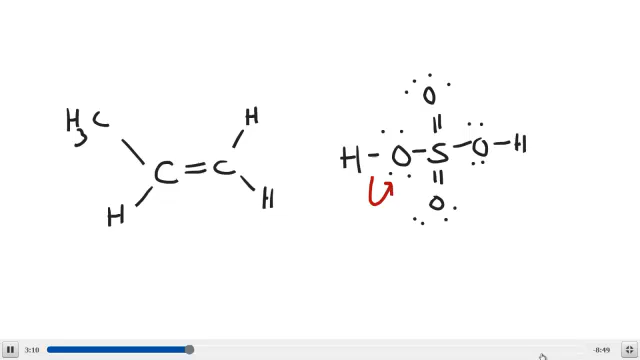 O
H
H3C
H - O - S - O - H
C = C
H
H
O
3:10
-8:49